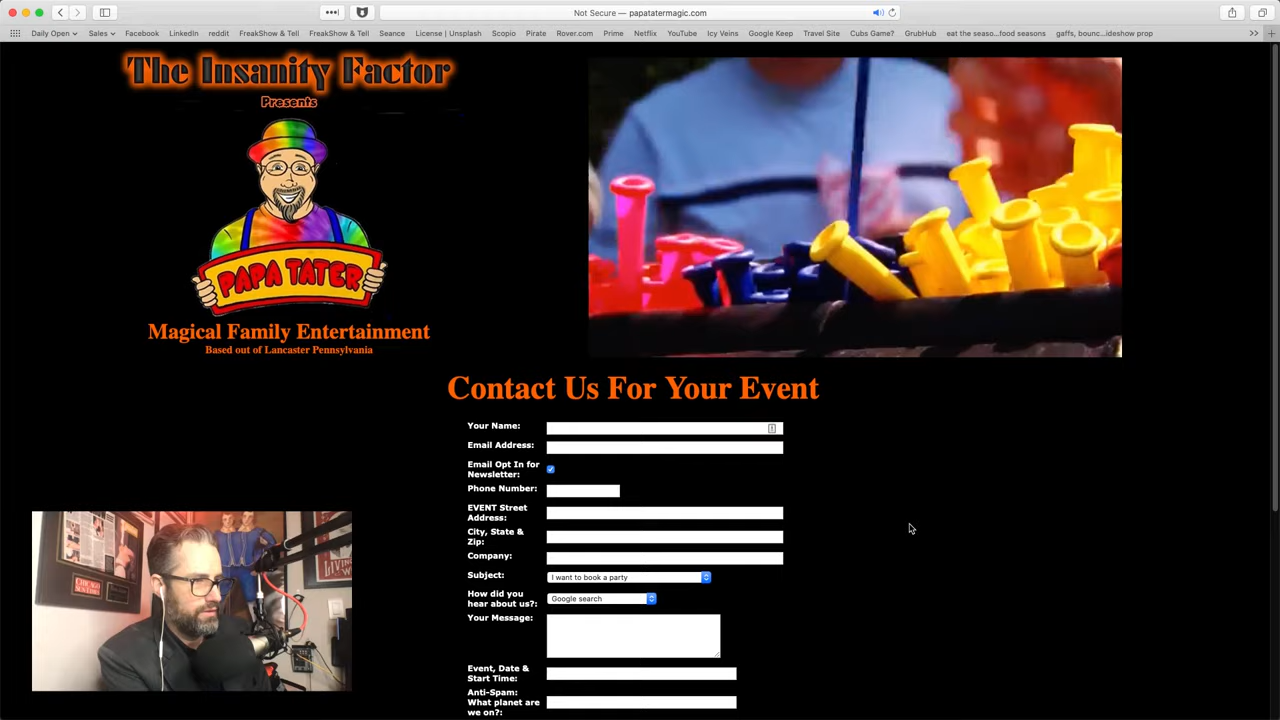 Not Secure — papatatermagic.com
Daily Open Sales Facebook LinkedIn reddit FreakShow & Tell FreakShow & Tell Seance License | Unsplash Scopio Pirate Rover.com Prime Netflix YouTube Icy Veins Google Keep Travel Site Cubs Game? GrubHub eat the seaso...food seasons gaffs, bounc...ideshow prop
The Insanity Factor
Presents
PAPA TATER
Magical Family Entertainment
Based out of Lancaster Pennsylvania
Contact Us For Your Event
Your Name:
Email Address:
Email Opt In for
Newsletter:
Phone Number:
EVENT Street
Address:
City, State &
Zip:
Company:
Subject: I want to book a party
How did you
hear about us?: Google search
Your Message:
Event, Date &
Start Time:
Anti-Spam:
What planet are
we on?: